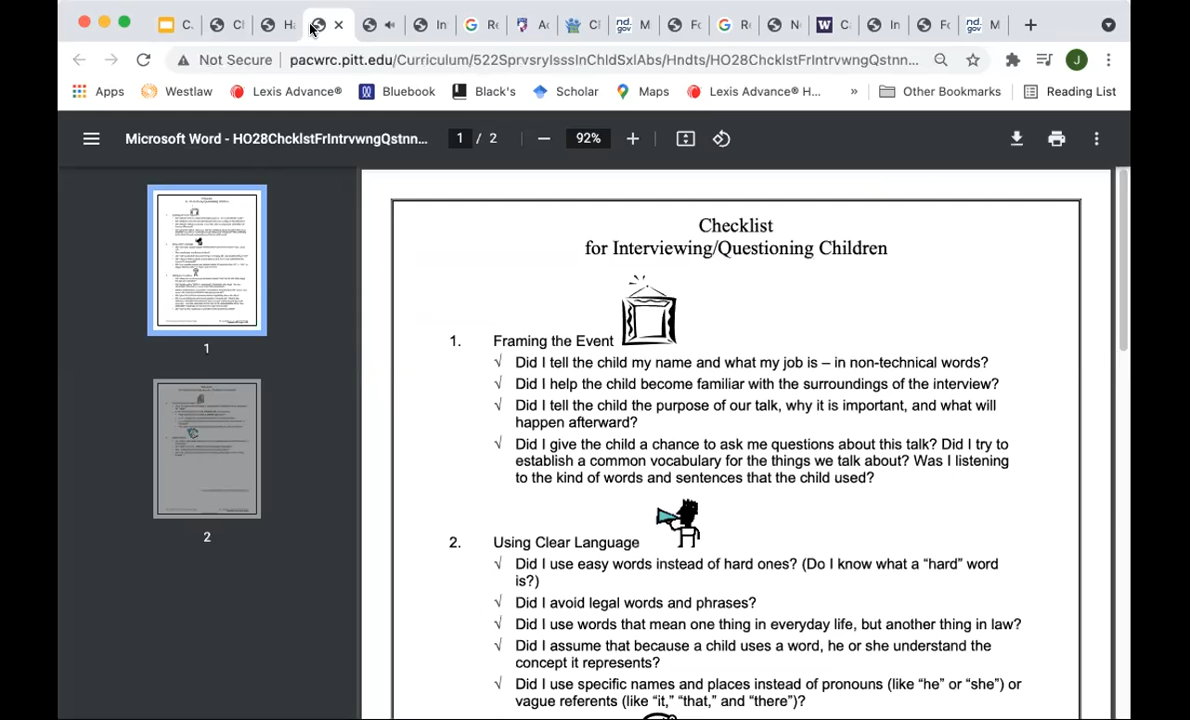 C. Cl Ha In Re Ac Cl M Fo Re N C In Fo M
Not Secure pacwrc.pitt.edu/Curriculum/522SprvsryIsssInChldSxlAbs/Hndts/HO28ChcklstFrIntrvwngQstnn... J
Apps Westlaw Lexis Advance® Bluebook Black's Scholar Maps Lexis Advance® H... » Other Bookmarks Reading List
Microsoft Word - HO28ChcklstFrIntrvwngQstnn... 1 / 2 92%
Checklist
for Interviewing/Questioning Children
1. Framing the Event
√ Did I tell the child my name and what my job is – in non-technical words?
√ Did I help the child become familiar with the surroundings of the interview?
√ Did I tell the child the purpose of our talk, why it is important, and what will
happen afterward?
√ Did I give the child a chance to ask me questions about this talk? Did I try to
establish a common vocabulary for the things we talk about? Was I listening
to the kind of words and sentences that the child used?
2. Using Clear Language
√ Did I use easy words instead of hard ones? (Do I know what a “hard” word
is?)
√ Did I avoid legal words and phrases?
√ Did I use words that mean one thing in everyday life, but another thing in law?
√ Did I assume that because a child uses a word, he or she understand the
concept it represents?
√ Did I use specific names and places instead of pronouns (like “he” or “she”) or
vague referents (like “it,” “that,” and “there”)?
1
2